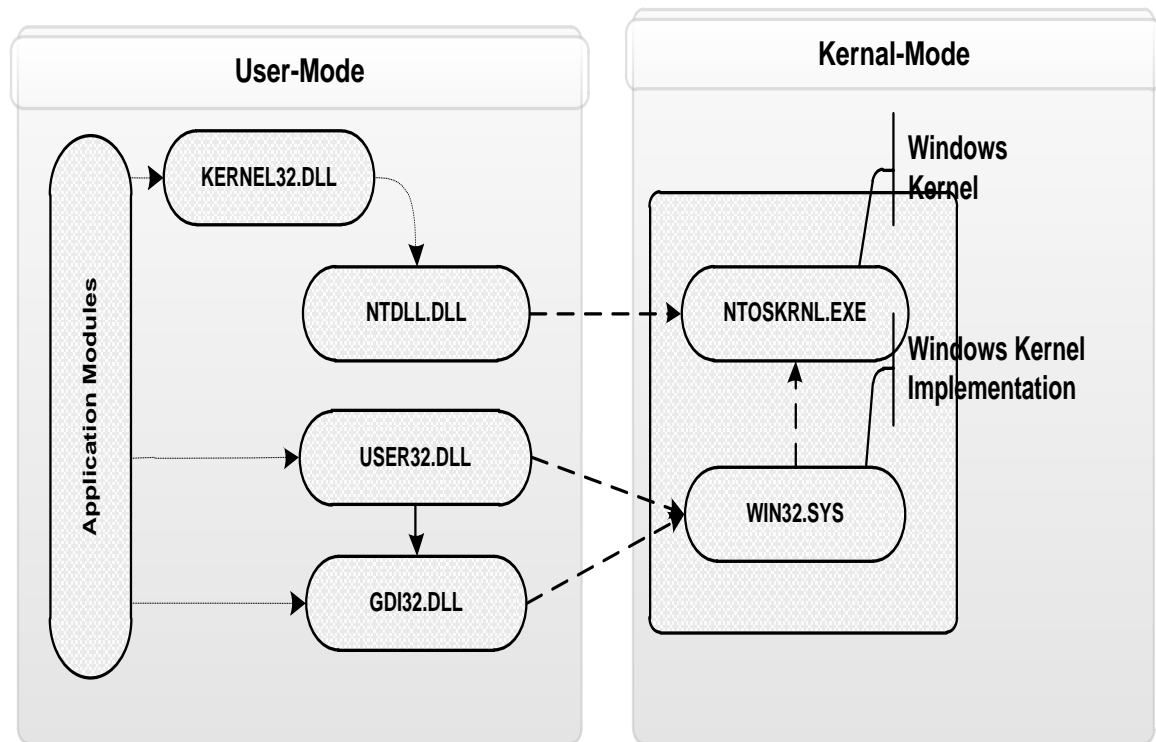 User-Mode
Kernal-Mode
Application Modules
KERNEL32.DLL
NTDLL.DLL
USER32.DLL
GDI32.DLL
Windows
Kernel
NTOSKRNL.EXE
Windows Kernel
Implementation
WIN32.SYS